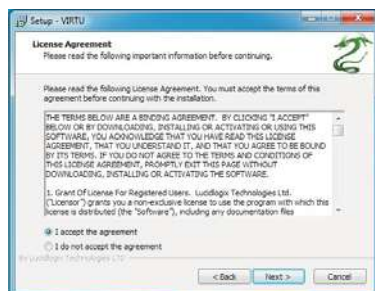 Setup - VIRTU
License Agreement
Please read the following important information before continuing.
Please read the following License Agreement. You must accept the terms of this
agreement before continuing with the installation.
THE TERMS BELOW ARE A BINDING AGREEMENT. BY CLICKING "I ACCEPT"
BELOW OR BY DOWNLOADING, INSTALLING OR ACTIVATING OR USING THIS
SOFTWARE, YOU ACKNOWLEDGE THAT YOU HAVE READ THIS LICENSE
AGREEMENT, THAT YOU UNDERSTAND IT, AND THAT YOU AGREE TO BE BOUND
BY ITS TERMS. IF YOU DO NOT AGREE TO THE TERMS AND CONDITIONS OF
THIS LICENSE AGREEMENT, PROMPTLY EXIT THIS PAGE WITHOUT
DOWNLOADING, INSTALLING OR ACTIVATING THE SOFTWARE.
1. Grant Of License For Registered Users. Lucidlogix Technologies Ltd.
("Licensor") grants you a non-exclusive license to use the program with which this
license is distributed (the "Software"), including any documentation files
I accept the agreement
I do not accept the agreement
By Lucidlogix Technologies LTD
< Back
Next >
Cancel